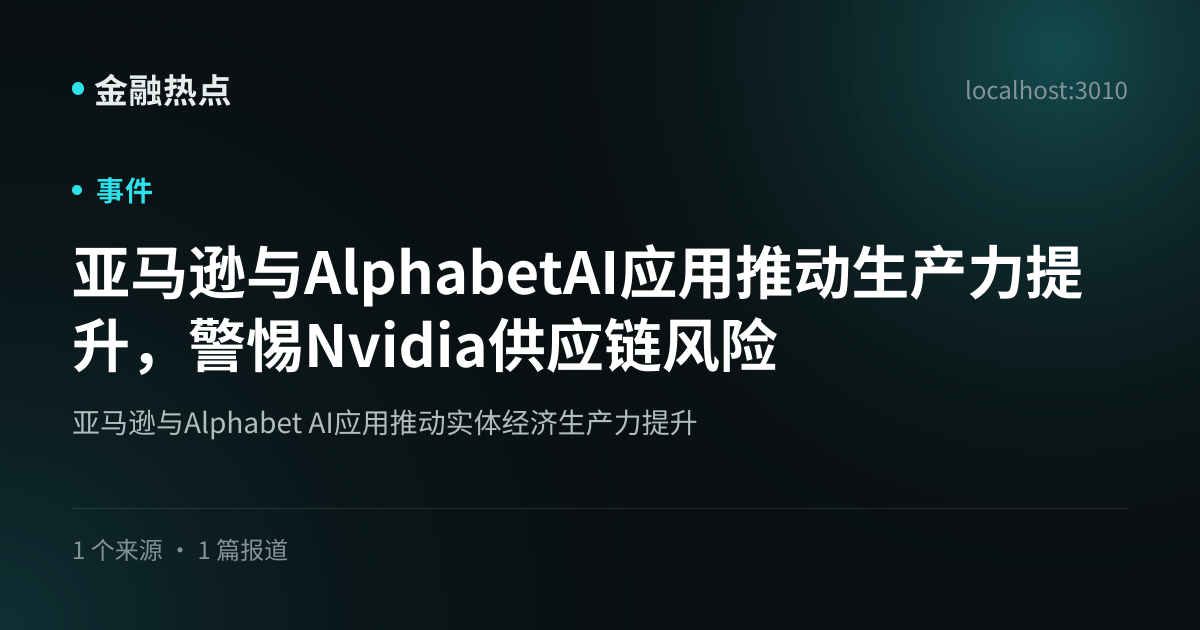 金融热点
localhost:3010
事件
亚马逊与AlphabetAI应用推动生产力提
升，警惕Nvidia供应链风险
亚马逊与Alphabet AI应用推动实体经济生产力提升
1 个来源 · 1 篇报道